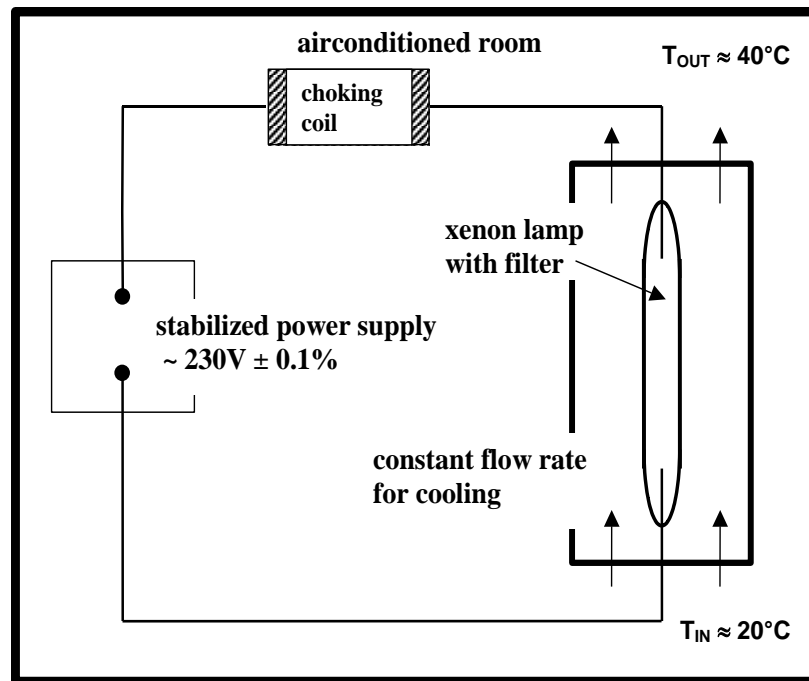 airconditioned room
T_OUT ≈ 40°C
choking
coil
xenon lamp
with filter
stabilized power supply
~ 230V ± 0.1%
constant flow rate
for cooling
T_IN ≈ 20°C